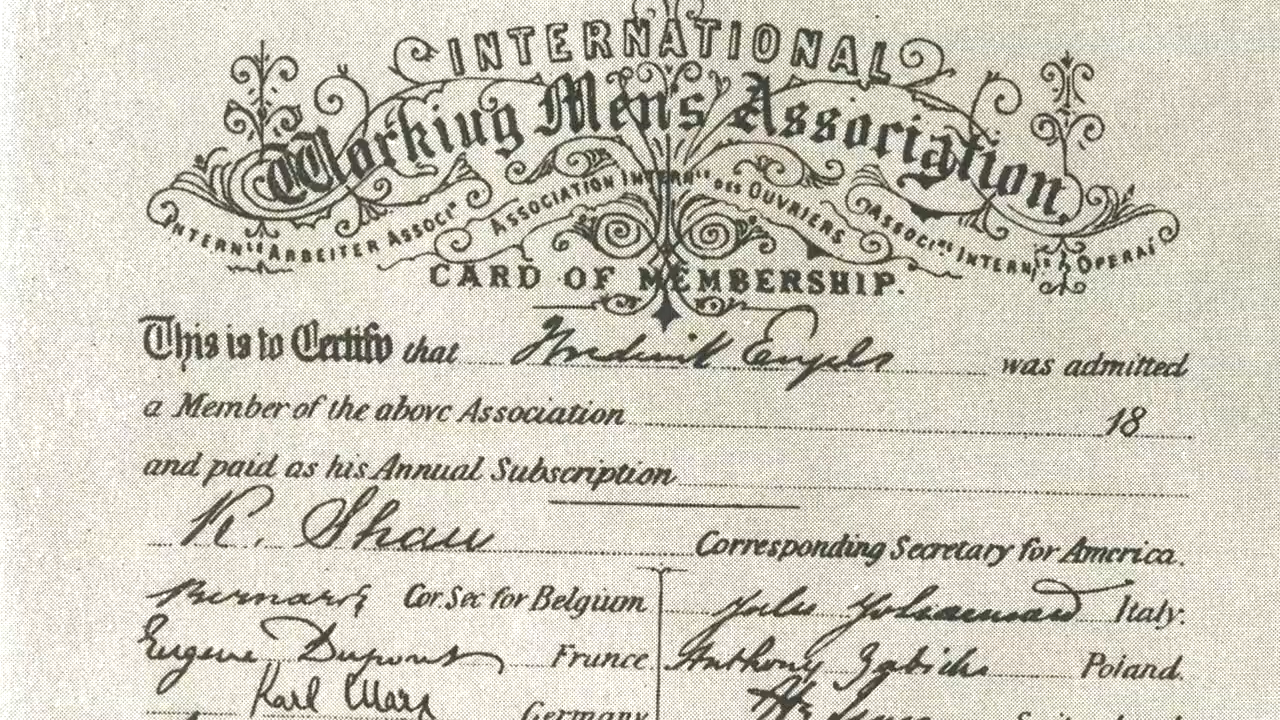 INTERNATIONAL
Working Men's Association
INTERNLE ARBEITER ASSOCN ASSOCIATION INTERNLE DES OUVRIERS ASSOCNE INTERNLE OPERAI
CARD OF MEMBERSHIP.
This is to Certify that Frederick Engels was admitted
a Member of the above Association 18
and paid as his Annual Subscription
R. Shaw Corresponding Secretary for America.
Bernard Cor. Sec for Belgium
Jules Johannard Italy.
Eugene Dupont France
Anthony Zabicki Poland.
Karl Marx Germany